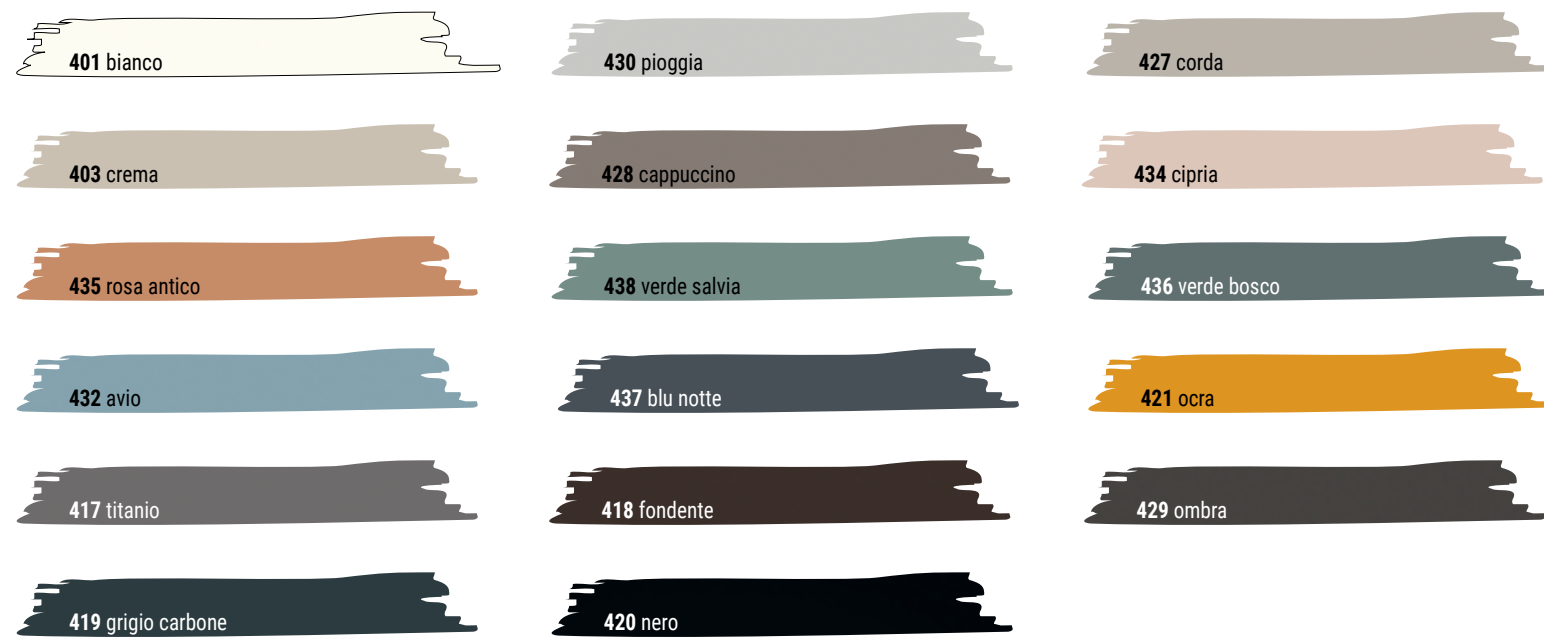 401 bianco
430 pioggia
427 corda
403 crema
428 cappuccino
434 cipria
435 rosa antico
438 verde salvia
436 verde bosco
432 avio
437 blu notte
421 ocra
417 titanio
418 fondente
429 ombra
419 grigio carbone
420 nero